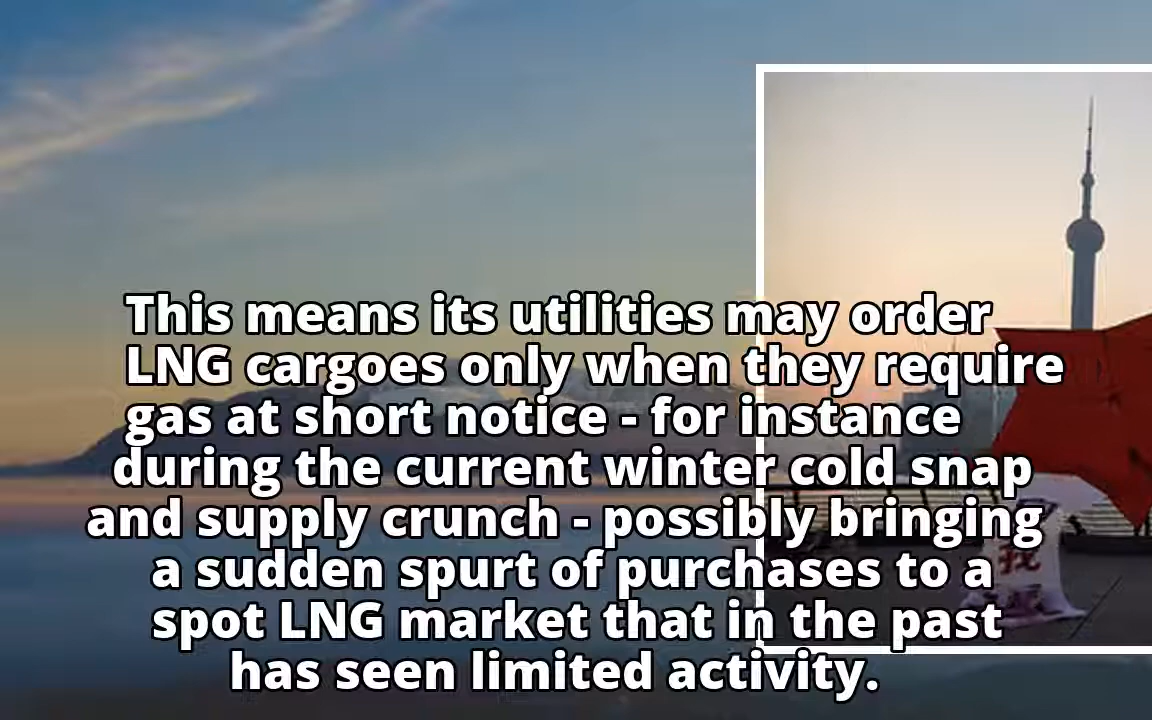 This means its utilities may order
LNG cargoes only when they require
gas at short notice - for instance
during the current winter cold snap
and supply crunch - possibly bringing
a sudden spurt of purchases to a
spot LNG market that in the past
has seen limited activity.
我